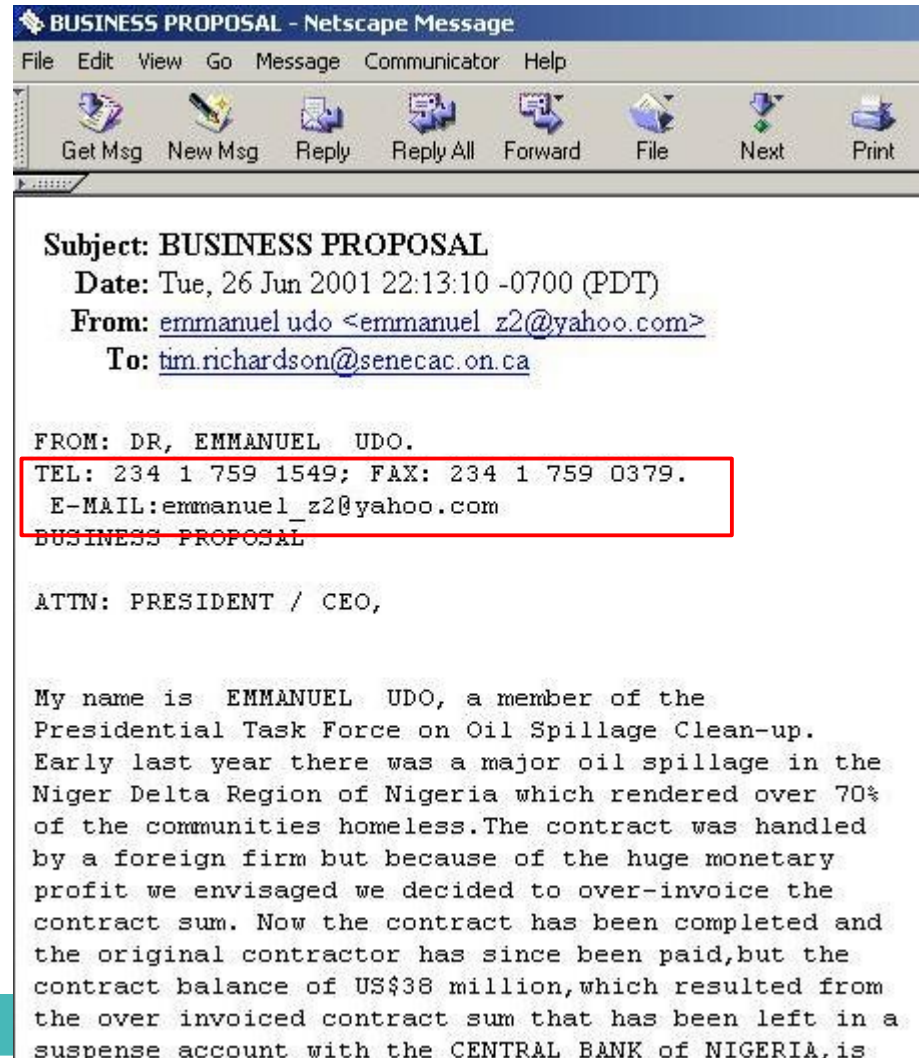 BUSINESS PROPOSAL - Netscape Message
File Edit View Go Message Communicator Help
Get Msg New Msg Reply Reply All Forward File Next Print
Subject: BUSINESS PROPOSAL
Date: Tue, 26 Jun 2001 22:13:10 -0700 (PDT)
From: emmanuel udo <emmanuel_z2@yahoo.com>
To: tim.richardson@senecac.on.ca
FROM: DR, EMMANUEL UDO.
TEL: 234 1 759 1549; FAX: 234 1 759 0379.
E-MAIL:emmanuel_z2@yahoo.com
BUSINESS PROPOSAL
ATTN: PRESIDENT / CEO,
My name is EMMANUEL UDO, a member of the
Presidential Task Force on Oil Spillage Clean-up.
Early last year there was a major oil spillage in the
Niger Delta Region of Nigeria which rendered over 70%
of the communities homeless.The contract was handled
by a foreign firm but because of the huge monetary
profit we envisaged we decided to over-invoice the
contract sum. Now the contract has been completed and
the original contractor has since been paid,but the
contract balance of US$38 million,which resulted from
the over invoiced contract sum that has been left in a
suspense account with the CENTRAL BANK of NIGERIA,is